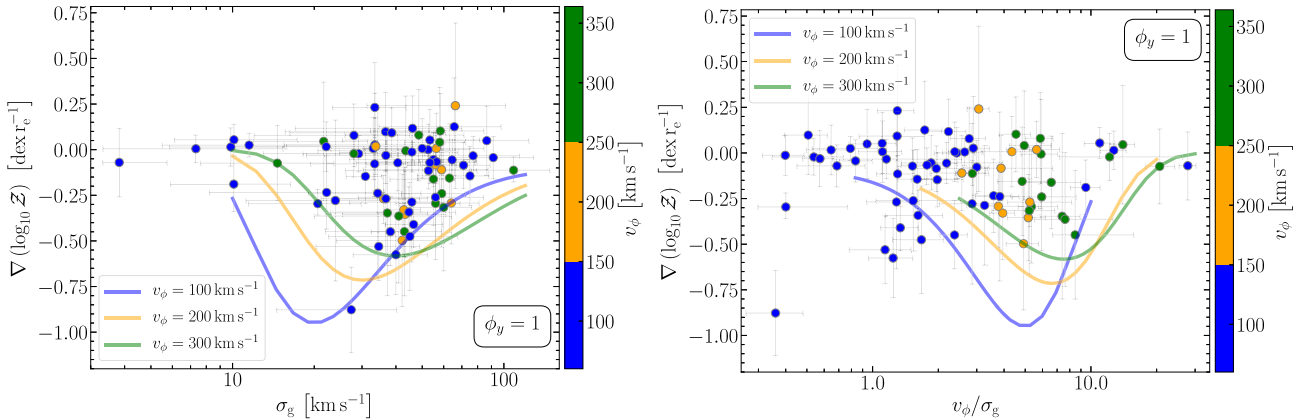 0.75
0.50
0.25
0.00
−0.25
−0.50
−0.75
−1.00
∇ (log₁₀ 𝒵) [dex rₑ⁻¹]
v_ϕ = 100 km s⁻¹
v_ϕ = 200 km s⁻¹
v_ϕ = 300 km s⁻¹
ϕ_y = 1
10
100
σ_g [km s⁻¹]
350
300
250
200
150
100
v_ϕ [km s⁻¹]
0.75
0.50
0.25
0.00
−0.25
−0.50
−0.75
−1.00
∇ (log₁₀ 𝒵) [dex rₑ⁻¹]
v_ϕ = 100 km s⁻¹
v_ϕ = 200 km s⁻¹
v_ϕ = 300 km s⁻¹
ϕ_y = 1
1.0
10.0
v_ϕ/σ_g
350
300
250
200
150
100
v_ϕ [km s⁻¹]